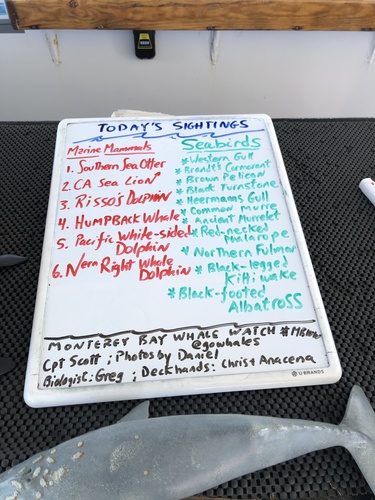 TODAY'S SIGHTINGS
Marine Mammals
1. Southern Sea Otter
2. CA Sea Lion
3. Risso's Dolphin
4. Humpback Whale
5. Pacific White-sided
Dolphin
6. Nern Right Whale
Dolphin
Seabirds
* Western Gull
* Brandt's Cormorant
* Brown Pelican
* Black Turnstone
* Heermanns Gull
* Common Murre
* Ancient Murrelet
* Red-necked
Phalarope
* Northern Fulmar
* Black-legged
Kittiwake
* Black-footed
Albatross
MONTEREY BAY WHALE WATCH
@gowhales
Cpt Scott ; Photos by Daniel
Biologist: Greg ; Deckhands: Christ Anacena
U BRANDS